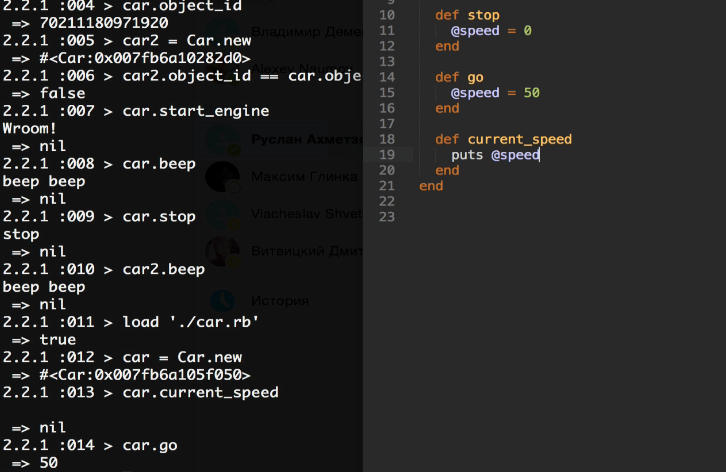 2.2.1 :004 > car.object_id
=> 70211180971920
2.2.1 :005 > car2 = Car.new
=> #<Car:0x007fb6a10282d0>
2.2.1 :006 > car2.object_id == car.obje
=> false
2.2.1 :007 > car.start_engine
Wroom!
=> nil
2.2.1 :008 > car.beep
beep beep
=> nil
2.2.1 :009 > car.stop
stop
=> nil
2.2.1 :010 > car2.beep
beep beep
=> nil
2.2.1 :011 > load './car.rb'
=> true
2.2.1 :012 > car = Car.new
=> #<Car:0x007fb6a105f050>
2.2.1 :013 > car.current_speed
=> nil
2.2.1 :014 > car.go
=> 50
Владимир Деме
Alexey Naumov
Руслан Ахметз
Максим Глинка
Viacheslav Shvet
Витвицкий Дмит
История
9
10 def stop
11 @speed = 0
12 end
13
14 def go
15 @speed = 50
16 end
17
18 def current_speed
19 puts @speed
20 end
21 end
22
23